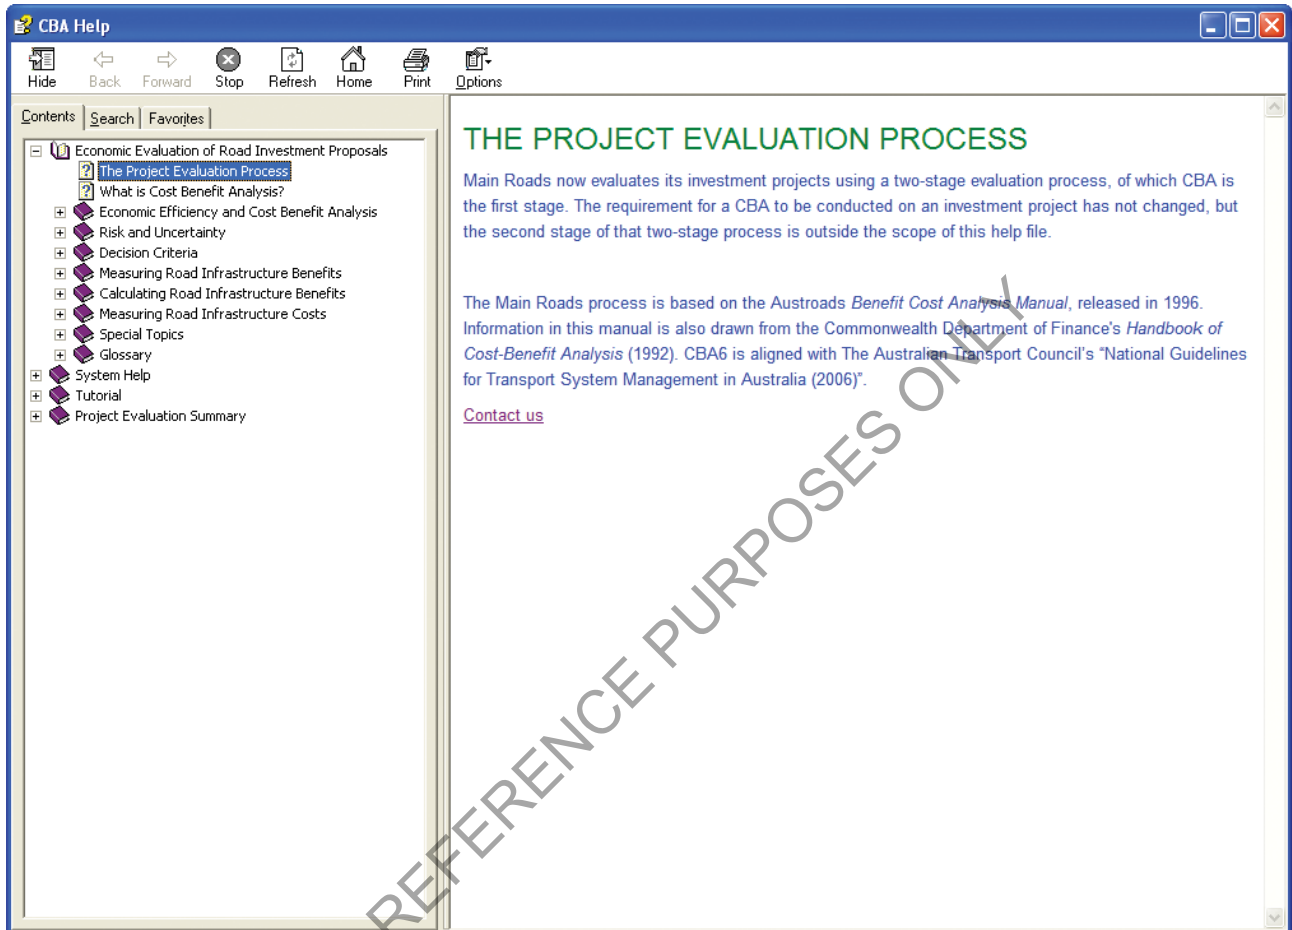 CBA Help
Hide Back Forward Stop Refresh Home Print Options
Contents Search Favorites
Economic Evaluation of Road Investment Proposals
The Project Evaluation Process
What is Cost Benefit Analysis?
Economic Efficiency and Cost Benefit Analysis
Risk and Uncertainty
Decision Criteria
Measuring Road Infrastructure Benefits
Calculating Road Infrastructure Benefits
Measuring Road Infrastructure Costs
Special Topics
Glossary
System Help
Tutorial
Project Evaluation Summary
THE PROJECT EVALUATION PROCESS
Main Roads now evaluates its investment projects using a two-stage evaluation process, of which CBA is
the first stage. The requirement for a CBA to be conducted on an investment project has not changed, but
the second stage of that two-stage process is outside the scope of this help file.
The Main Roads process is based on the Austroads Benefit Cost Analysis Manual, released in 1996.
Information in this manual is also drawn from the Commonwealth Department of Finance's Handbook of
Cost-Benefit Analysis (1992). CBA6 is aligned with The Australian Transport Council's “National Guidelines
for Transport System Management in Australia (2006)”.
Contact us
REFERENCE PURPOSES ONLY